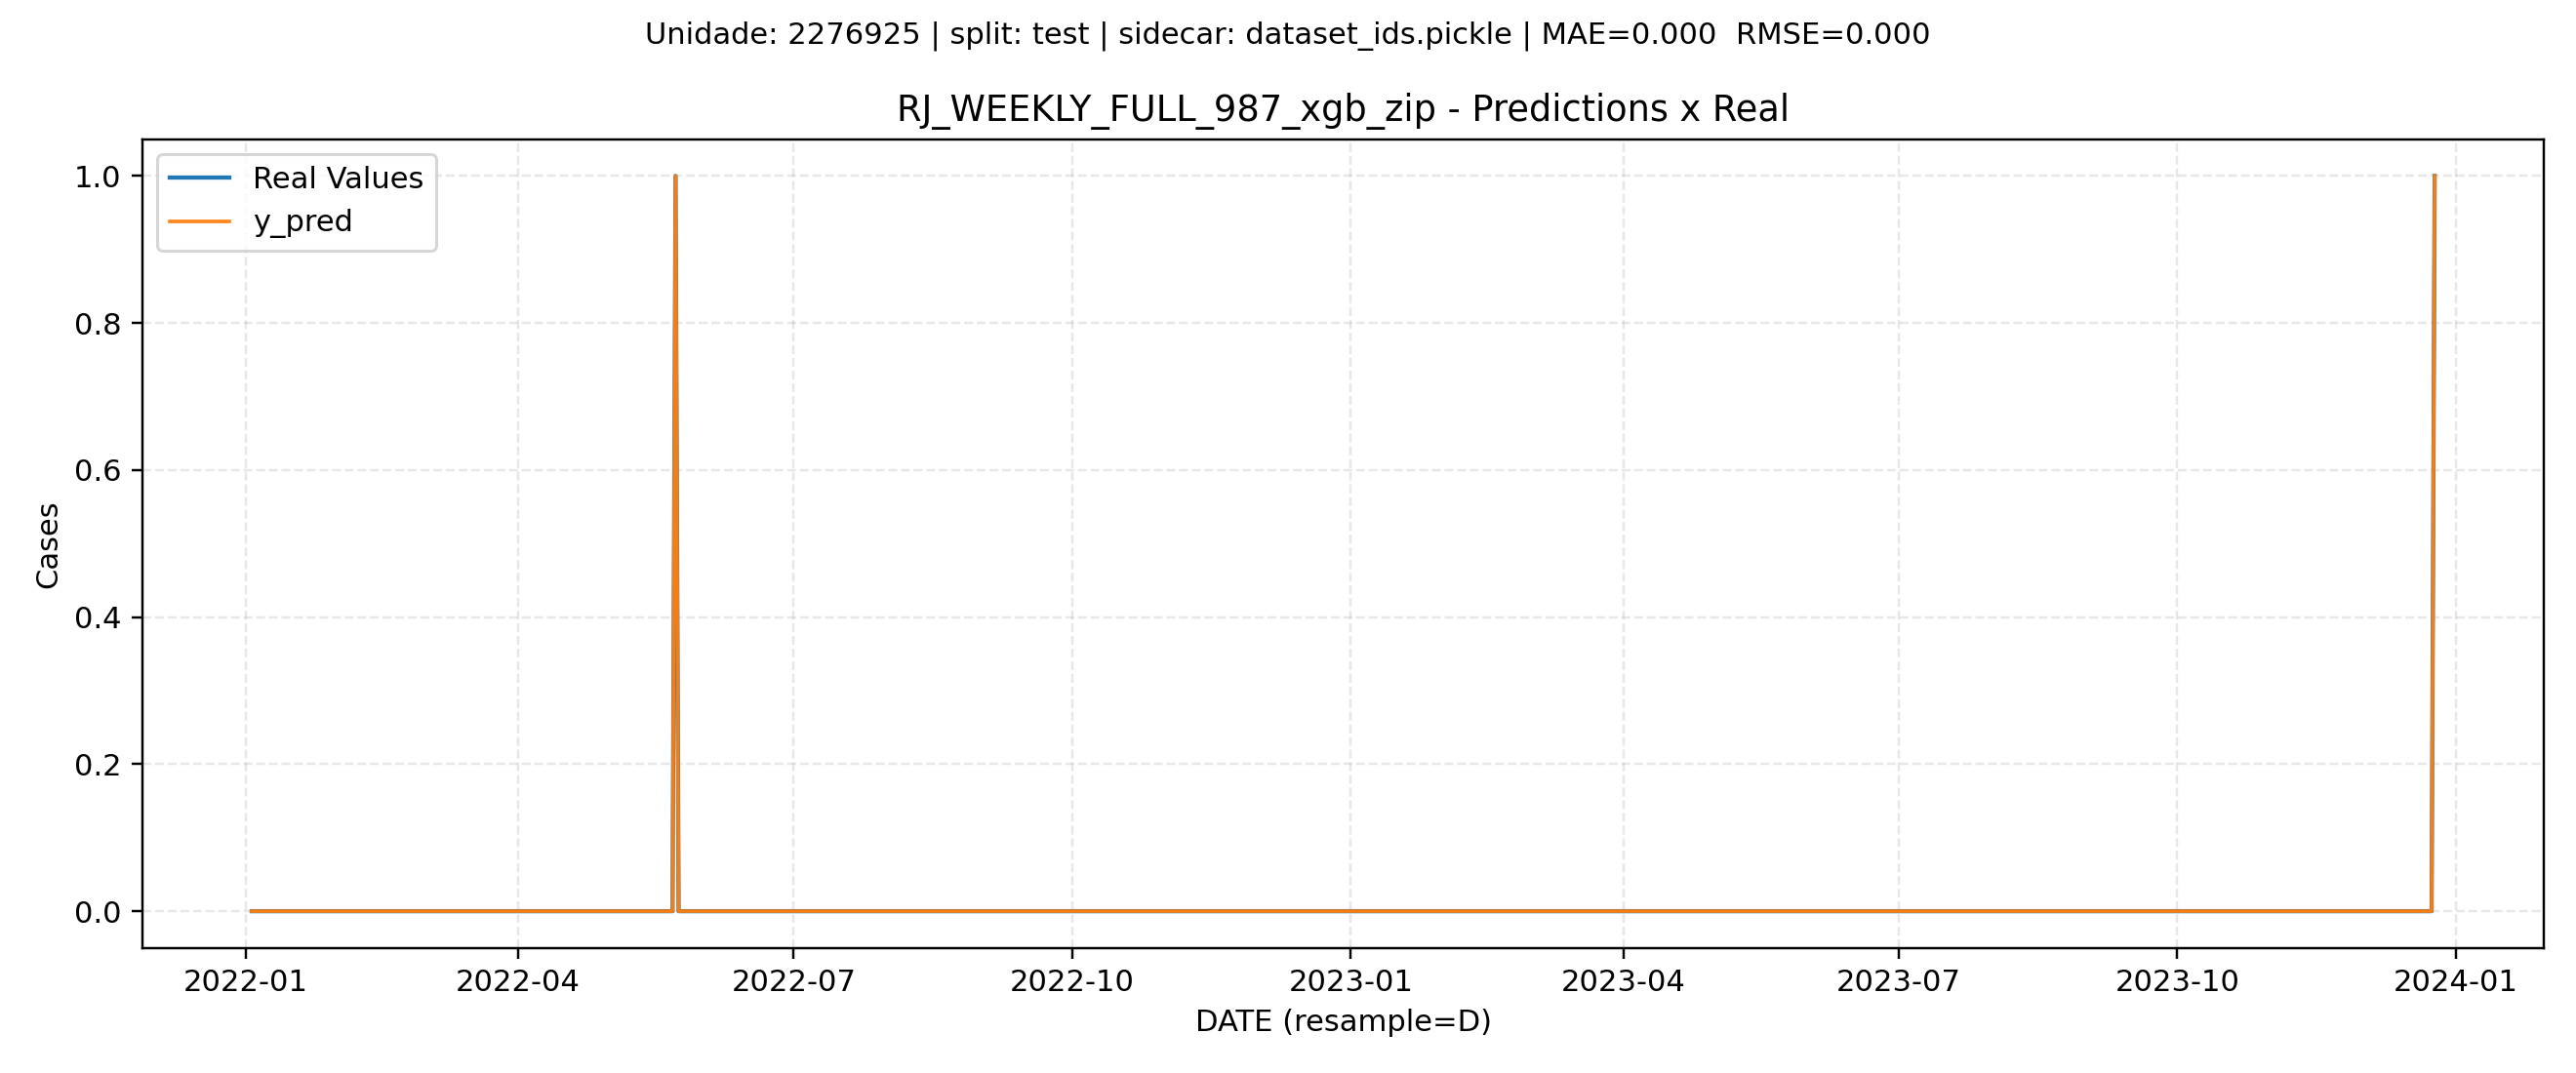 Unidade: 2276925 | split: test | sidecar: dataset_ids.pickle | MAE=0.000  RMSE=0.000
RJ_WEEKLY_FULL_987_xgb_zip - Predictions x Real
Real Values
y_pred
Cases
1.0
0.8
0.6
0.4
0.2
0.0
2022-01 2022-04 2022-07 2022-10 2023-01 2023-04 2023-07 2023-10 2024-01
DATE (resample=D)